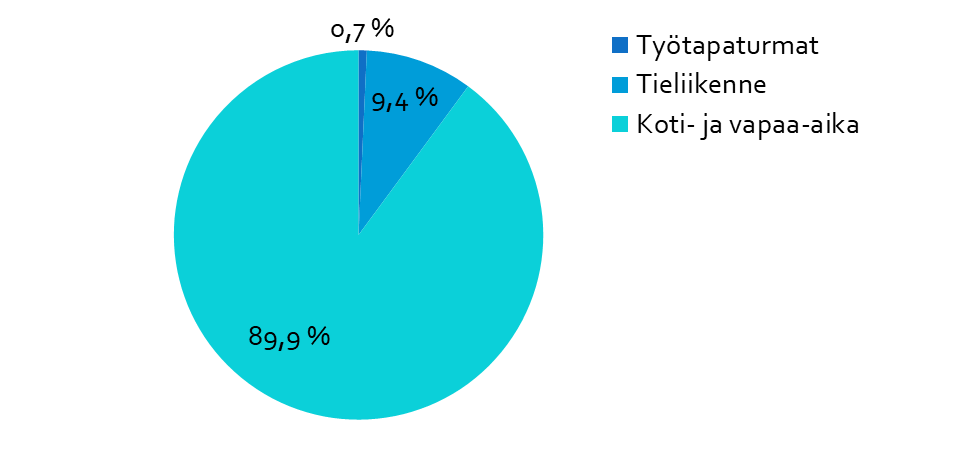 0,7 %
9,4 %
89,9 %
Työtapaturmat
Tieliikenne
Koti- ja vapaa-aika